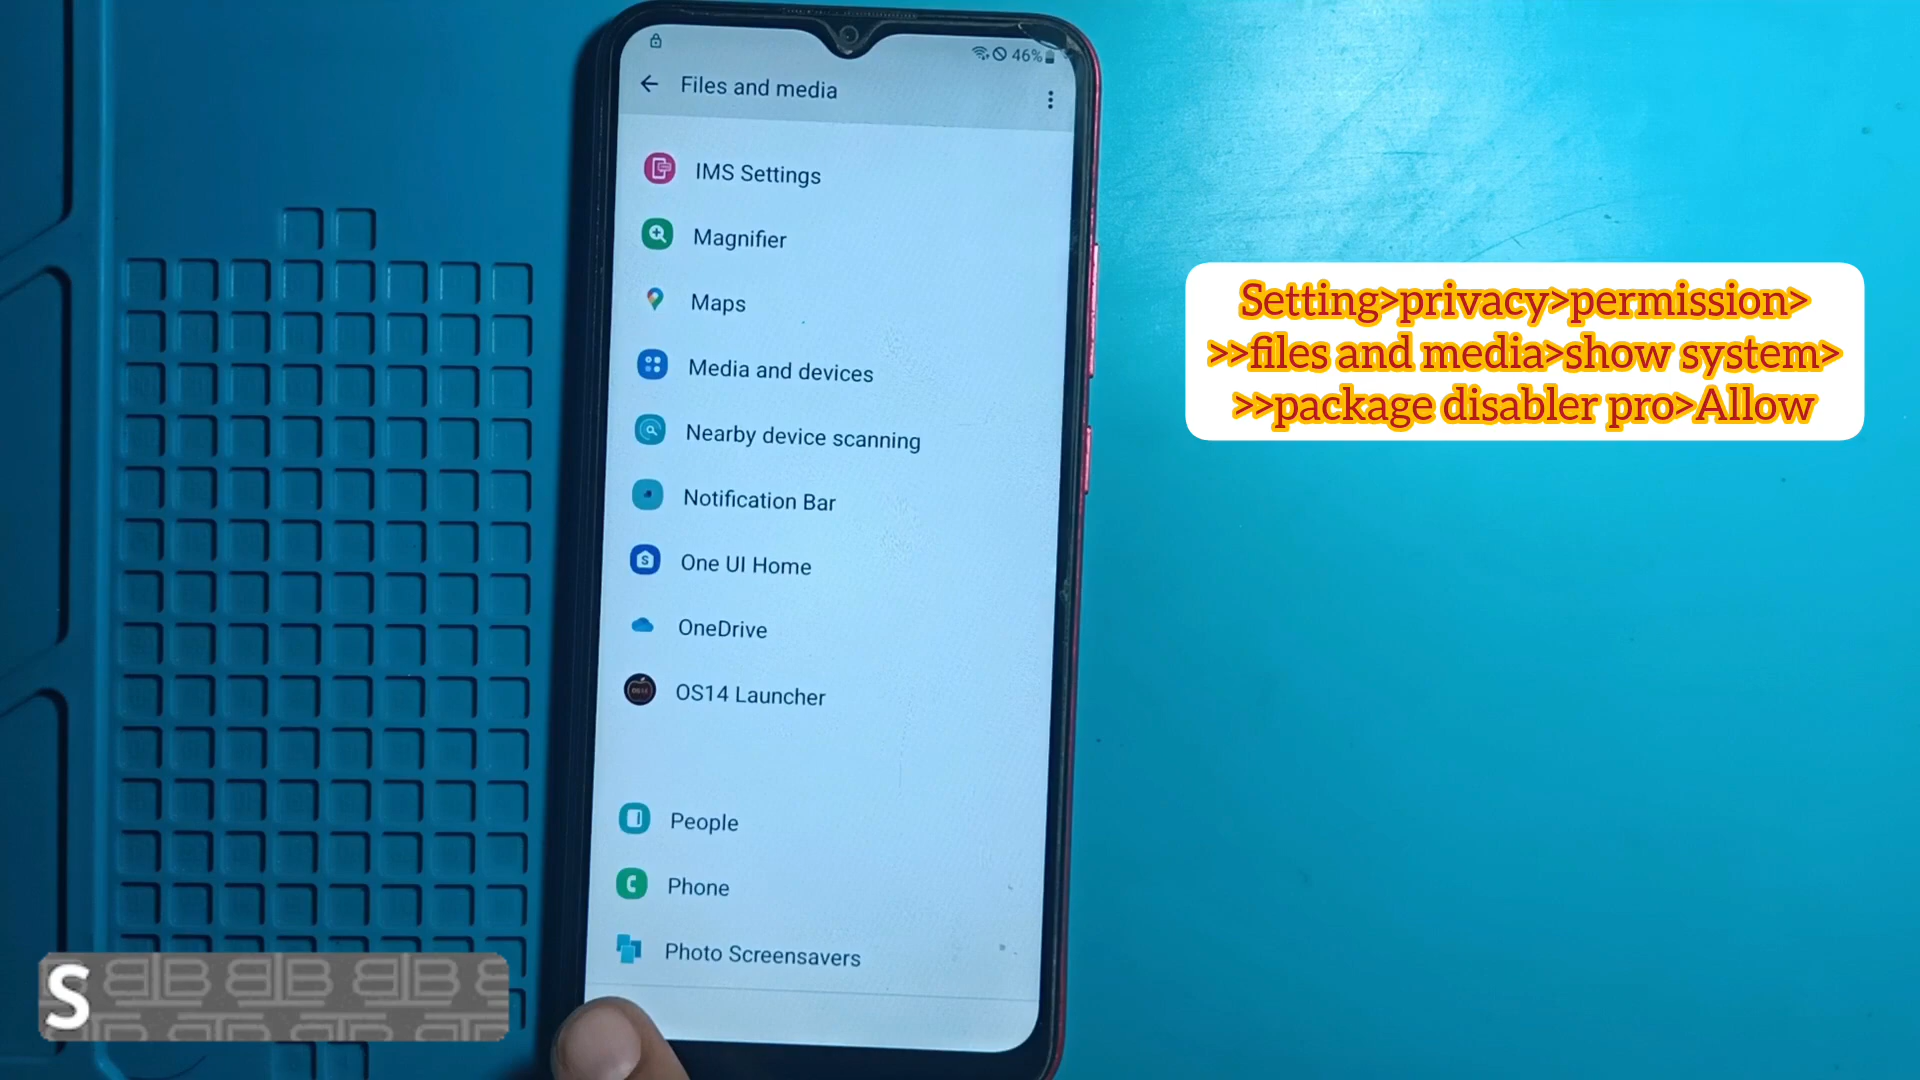 46%
Files and media
IMS Settings
Magnifier
Maps
Media and devices
Nearby device scanning
Notification Bar
One UI Home
OneDrive
OS14 Launcher
People
Phone
Photo Screensavers
Setting>privacy>permission>
>>files and media>show system>
>>package disabler pro>Allow
S